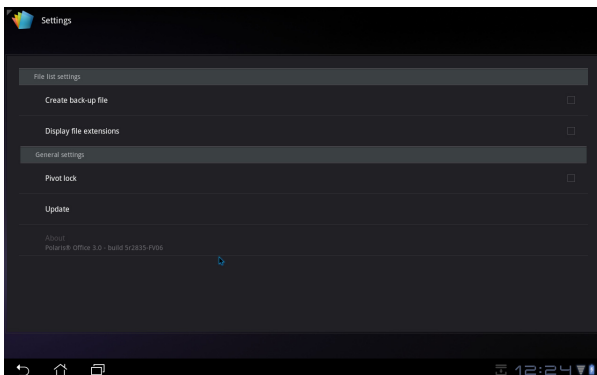 Settings
File list settings
Create back-up file
Display file extensions
General settings
Pivot lock
Update
About
Polaris® Office 3.0 - build 5r2835-FV06
12:24